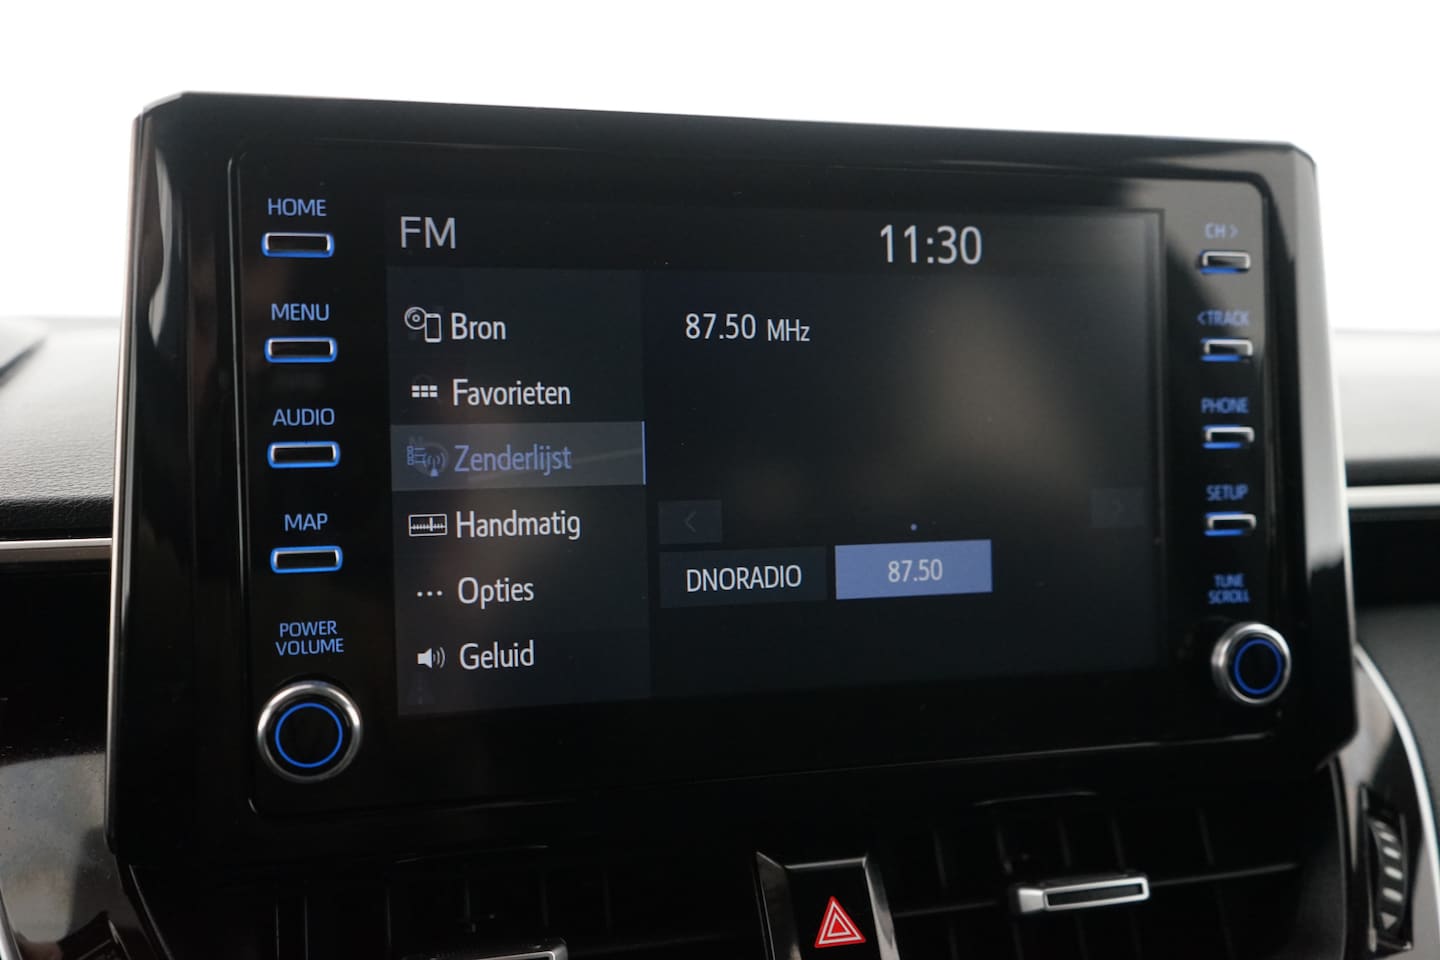 HOME
MENU
AUDIO
MAP
POWER
VOLUME
FM
11:30
Bron
Favorieten
Zenderlijst
Handmatig
Opties
Geluid
87.50 MHz
<
>
DNORADIO
87.50
CH >
< TRACK
PHONE
SETUP
TUNE
SCROLL